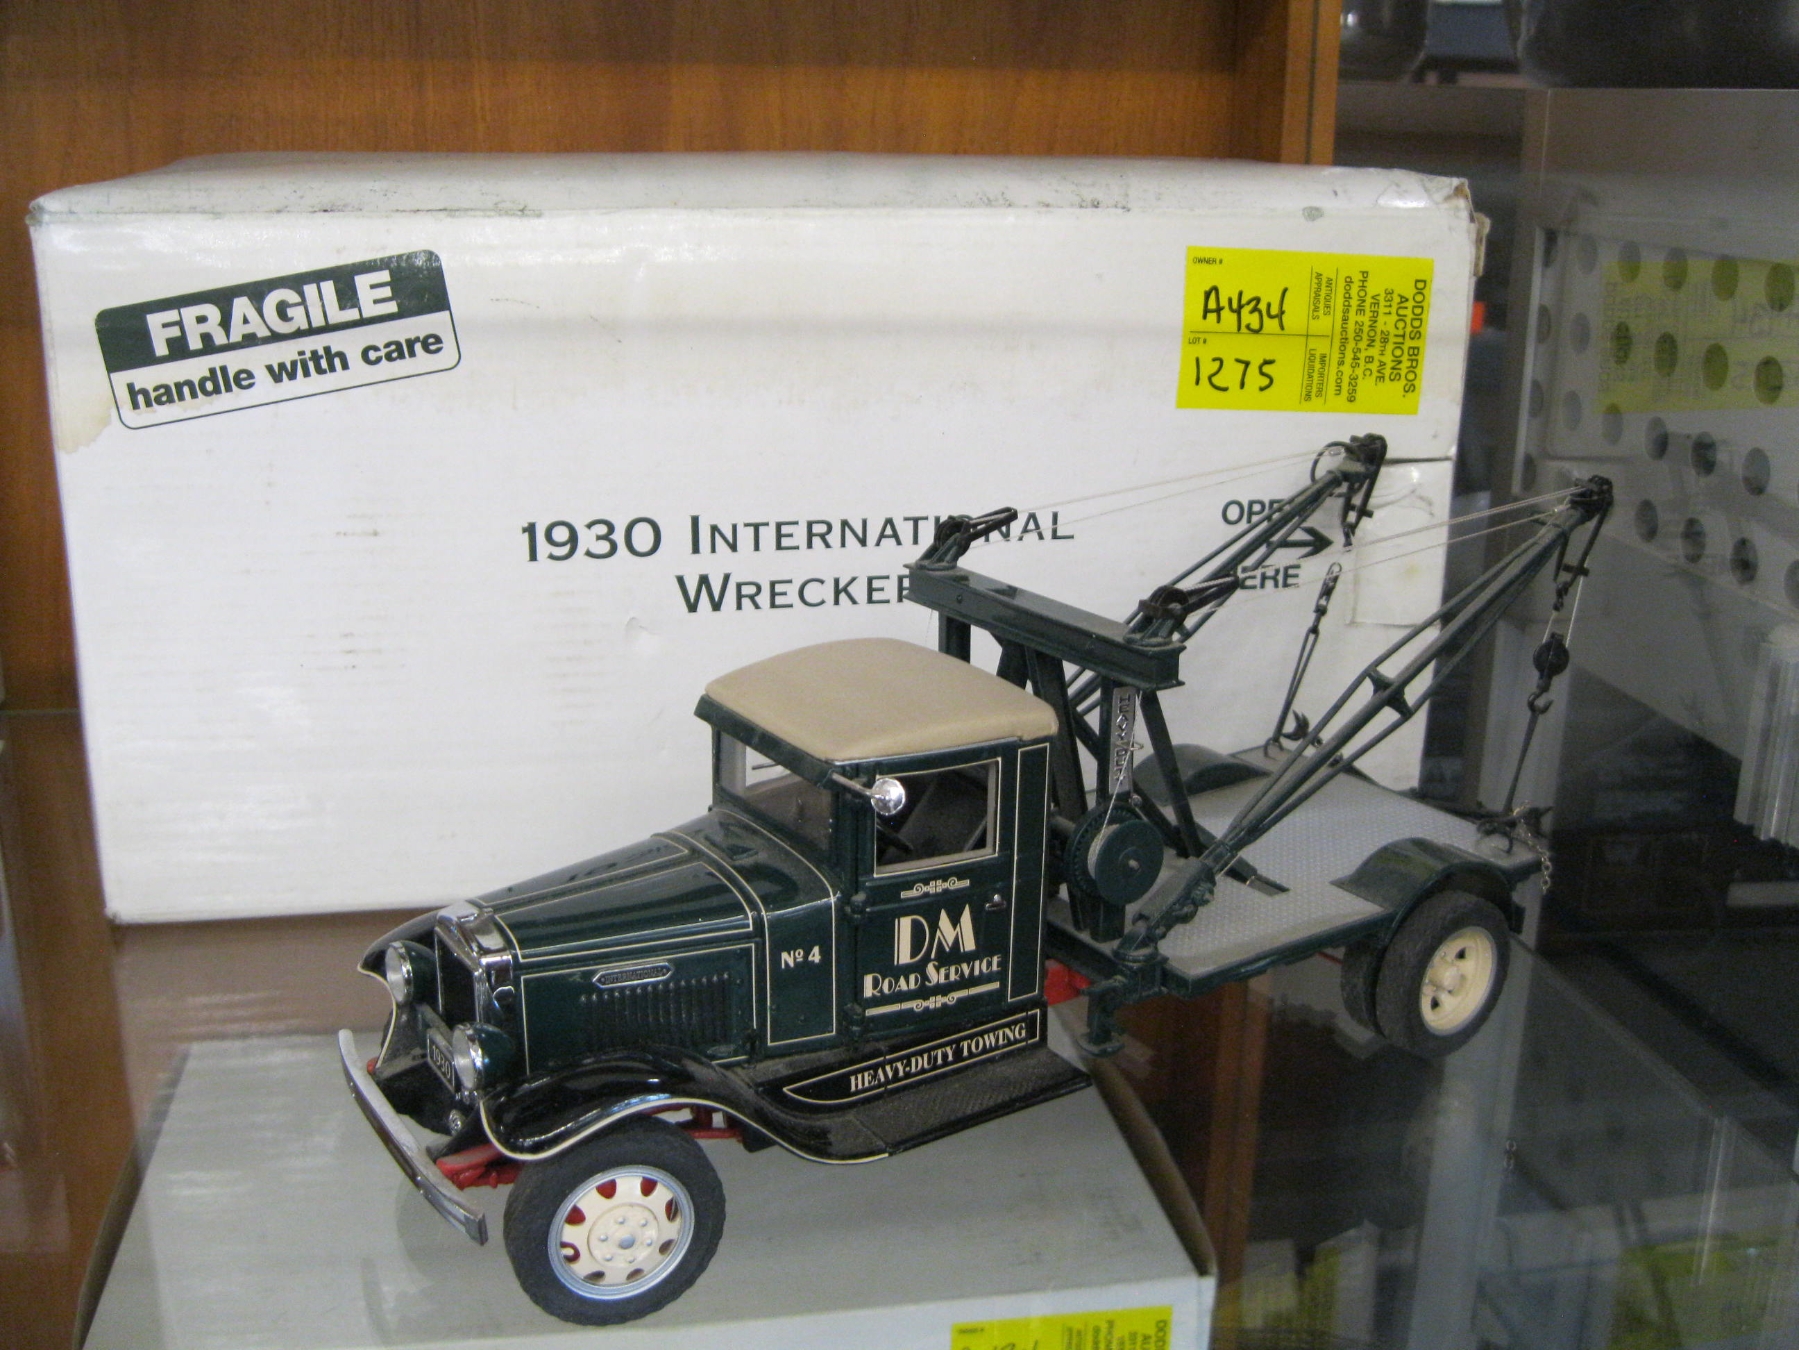 FRAGILE
handle with care
OWNER #
A434
LOT #
1275
ANTIQUES
APPRAISALS
IMPORTERS
LIQUIDATIONS
DODDS BROS.
AUCTIONS
3311 - 28TH AVE.
VERNON, B.C.
PHONE 250-545-3259
doddsauctions.com
1930 INTERNATIONAL
WRECKER
OPE
ERE
DM
ROAD SERVICE
Nº 4
INTERNATIONAL
HEAVY-DUTY TOWING
1930